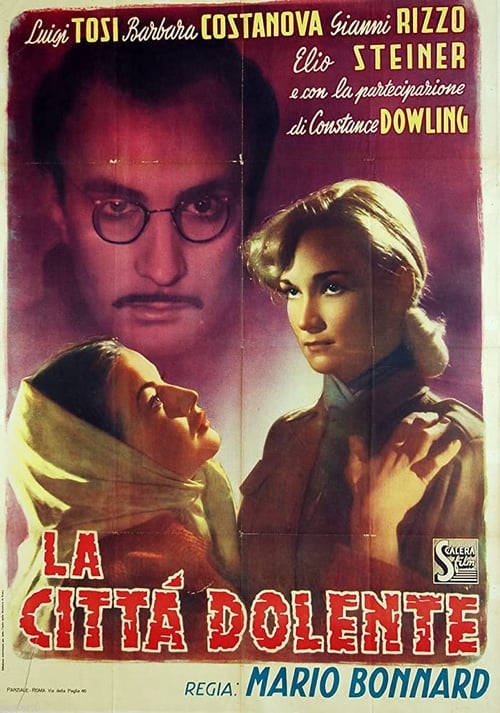 Luigi TOSI Barbara COSTANOVA Gianni RIZZO
Elio STEINER
e con la partecipazione
di Constance DOWLING
SCALERA
film
LA
CITTÁ DOLENTE
REGIA: MARIO BONNARD
PARZIALE - ROMA Via della Paglia 46